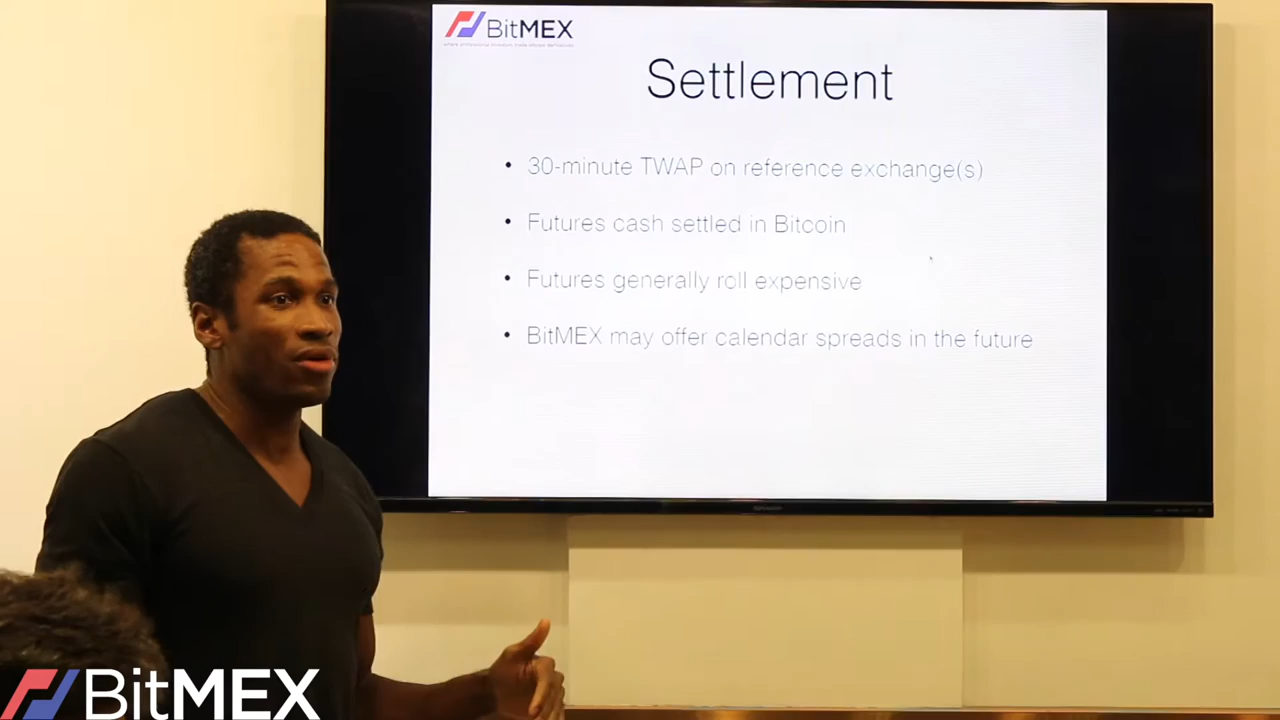 BitMEX
Settlement
• 30-minute TWAP on reference exchange(s)
• Futures cash settled in Bitcoin
• Futures generally roll expensive
• BitMEX may offer calendar spreads in the future
SHARP
BitMEX